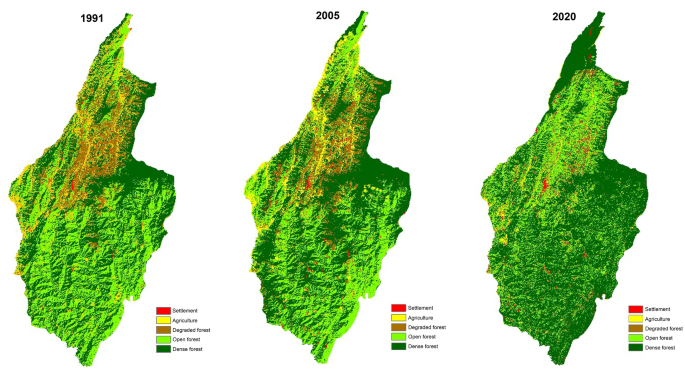 1991
2005
2020
Settlement
Agriculture
Degraded forest
Open forest
Dense forest
Settlement
Agriculture
Degraded forest
Open forest
Dense forest
Settlement
Agriculture
Degraded forest
Open forest
Dense forest